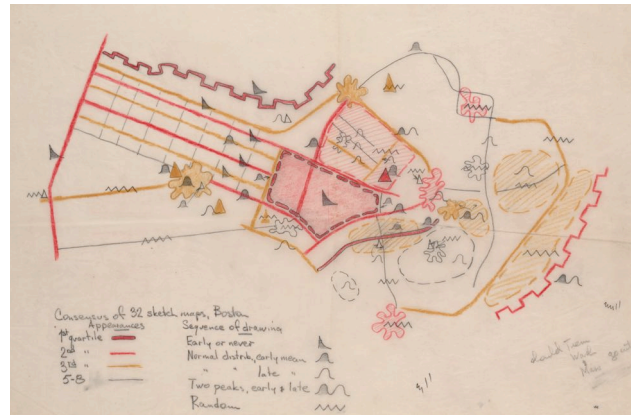 Consensus of 32 sketch maps, Boston
Appearances
1st quartile
2nd "
3rd "
5-8
Sequence of drawing
Early or never
Normal distrib, early mean
" " late "
Two peaks, early & late
Random